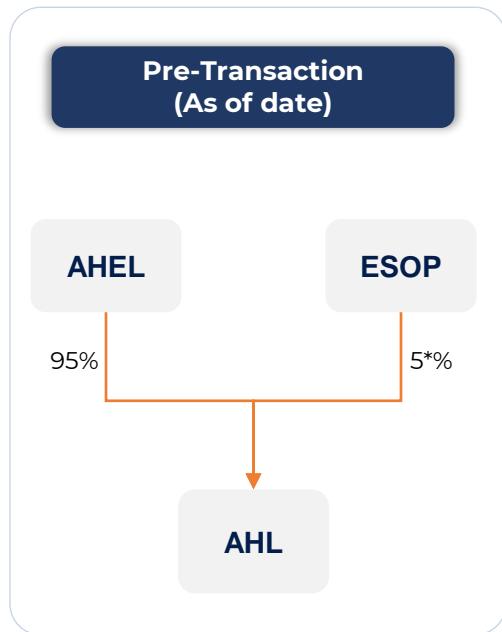 Pre-Transaction
(As of date)
AHEL
ESOP
95%
5*%
AHL